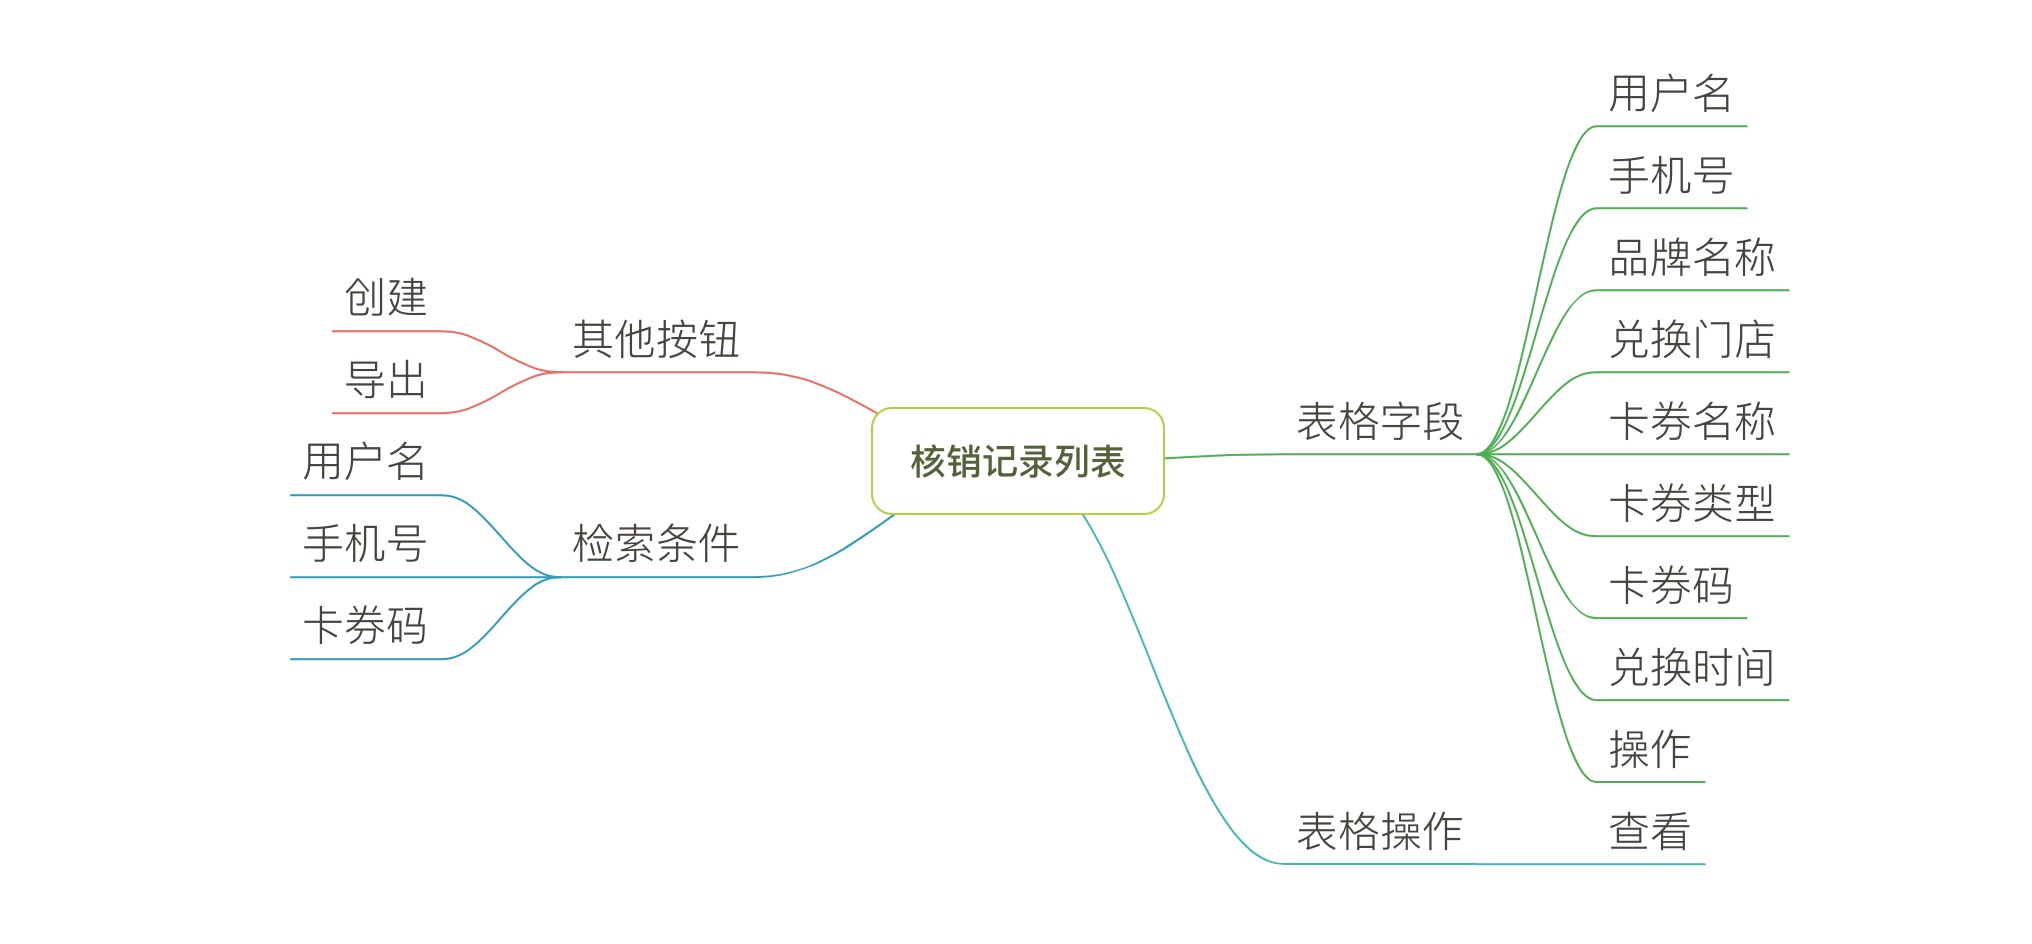 核销记录列表
表格字段
用户名
手机号
品牌名称
兑换门店
卡券名称
卡券类型
卡券码
兑换时间
操作
表格操作
查看
其他按钮
创建
导出
检索条件
用户名
手机号
卡券码